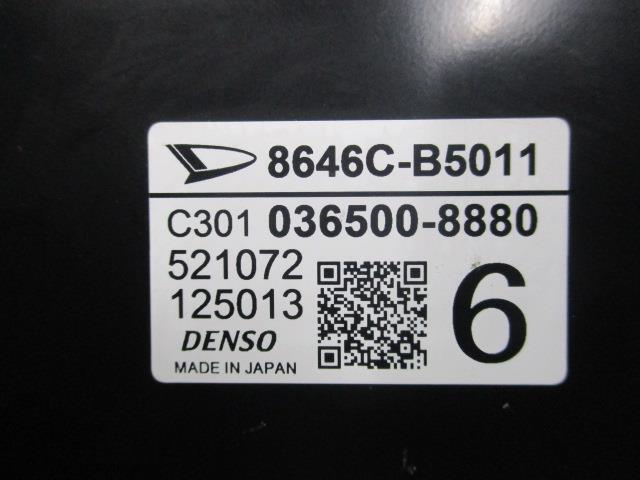 8646C-B5011
C301 036500-8880
521072
125013
6
DENSO
MADE IN JAPAN